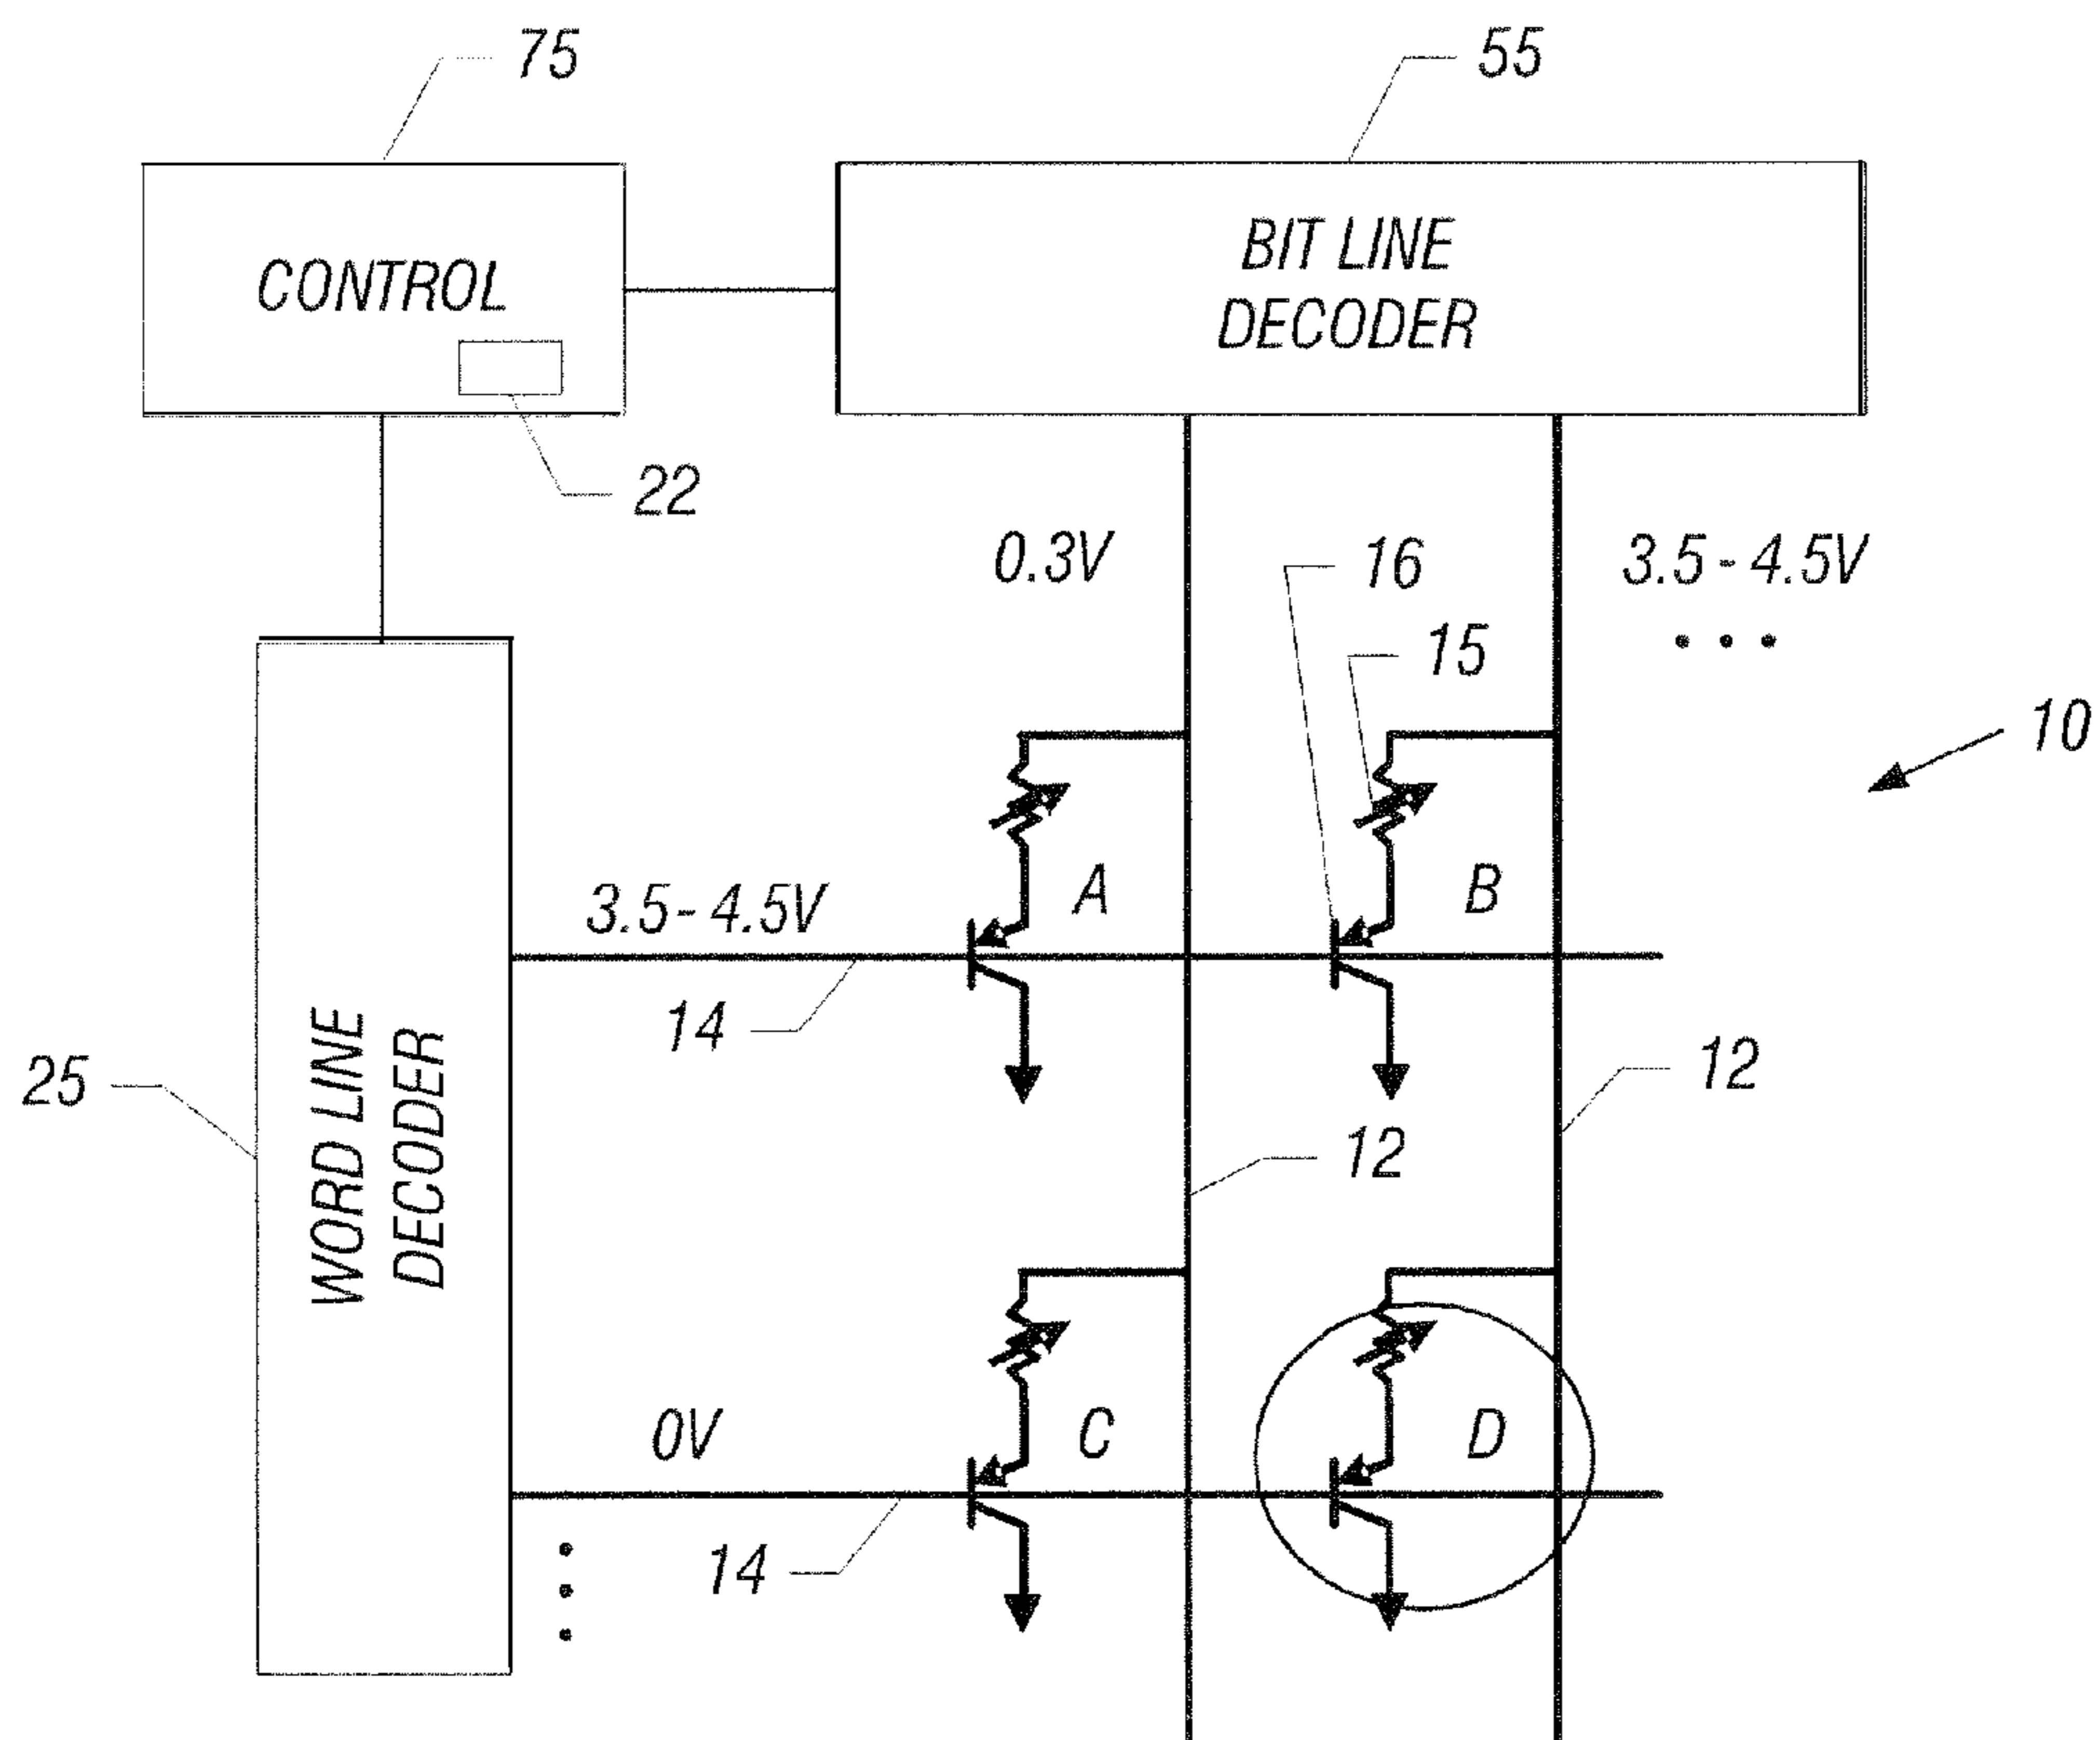 75
55
CONTROL
BIT LINE
DECODER
22
0.3V
16
3.5 - 4.5V
15
10
A
B
3.5 - 4.5V
14
25
WORD LINE
DECODER
12
12
C
D
0V
14